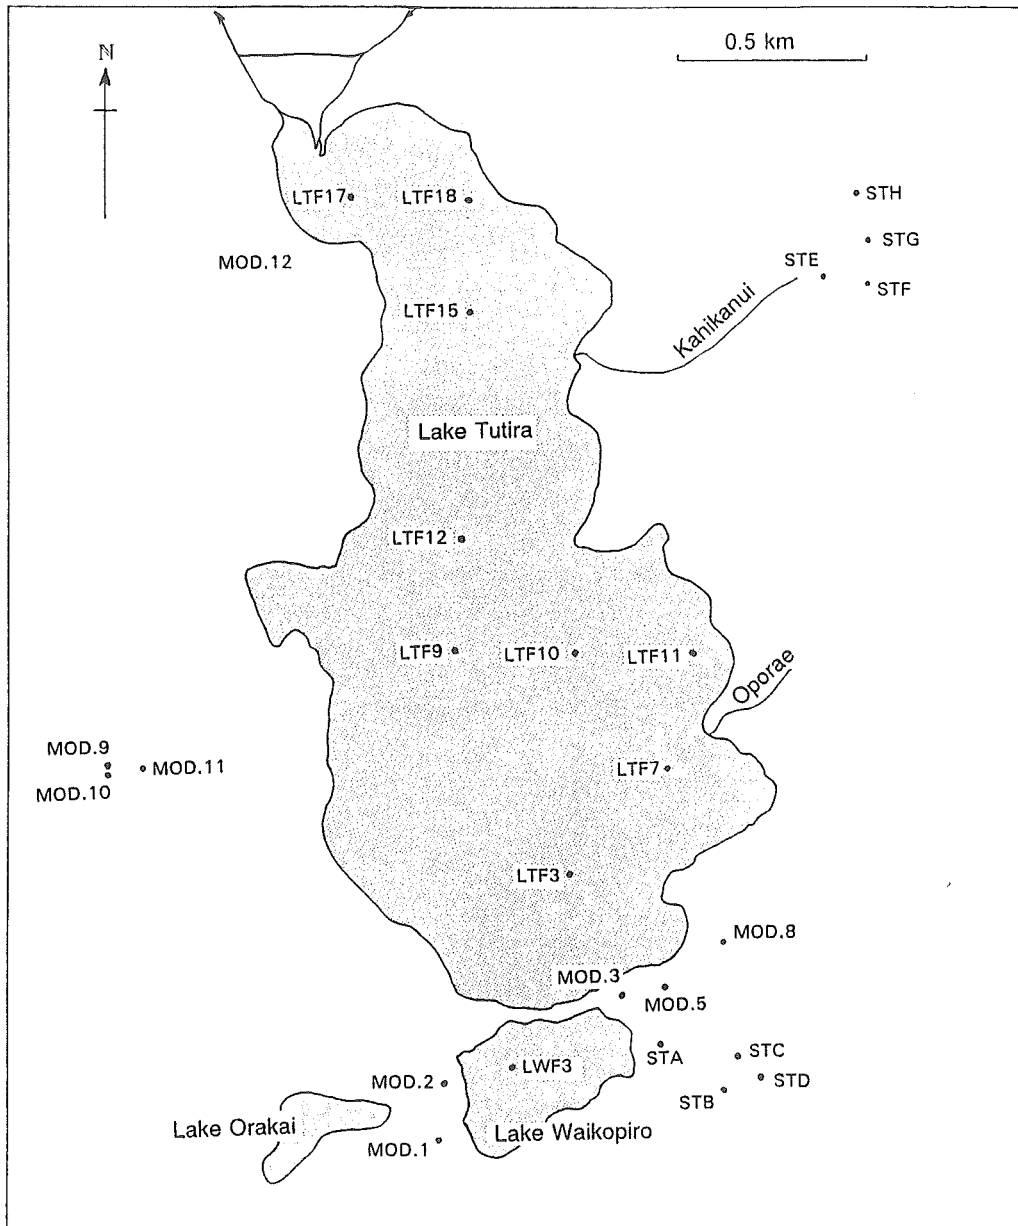 N
0.5 km
LTF17
LTF18
STH
STG
MOD.12
STE
STF
LTF15
Kahikanui
Lake Tutira
LTF12
LTF9
LTF10
LTF11
Oporae
MOD.9
MOD.11
LTF7
MOD.10
LTF3
MOD.8
MOD.3
MOD.5
STA
STC
LWF3
STD
MOD.2
STB
Lake Orakai
Lake Waikopiro
MOD.1